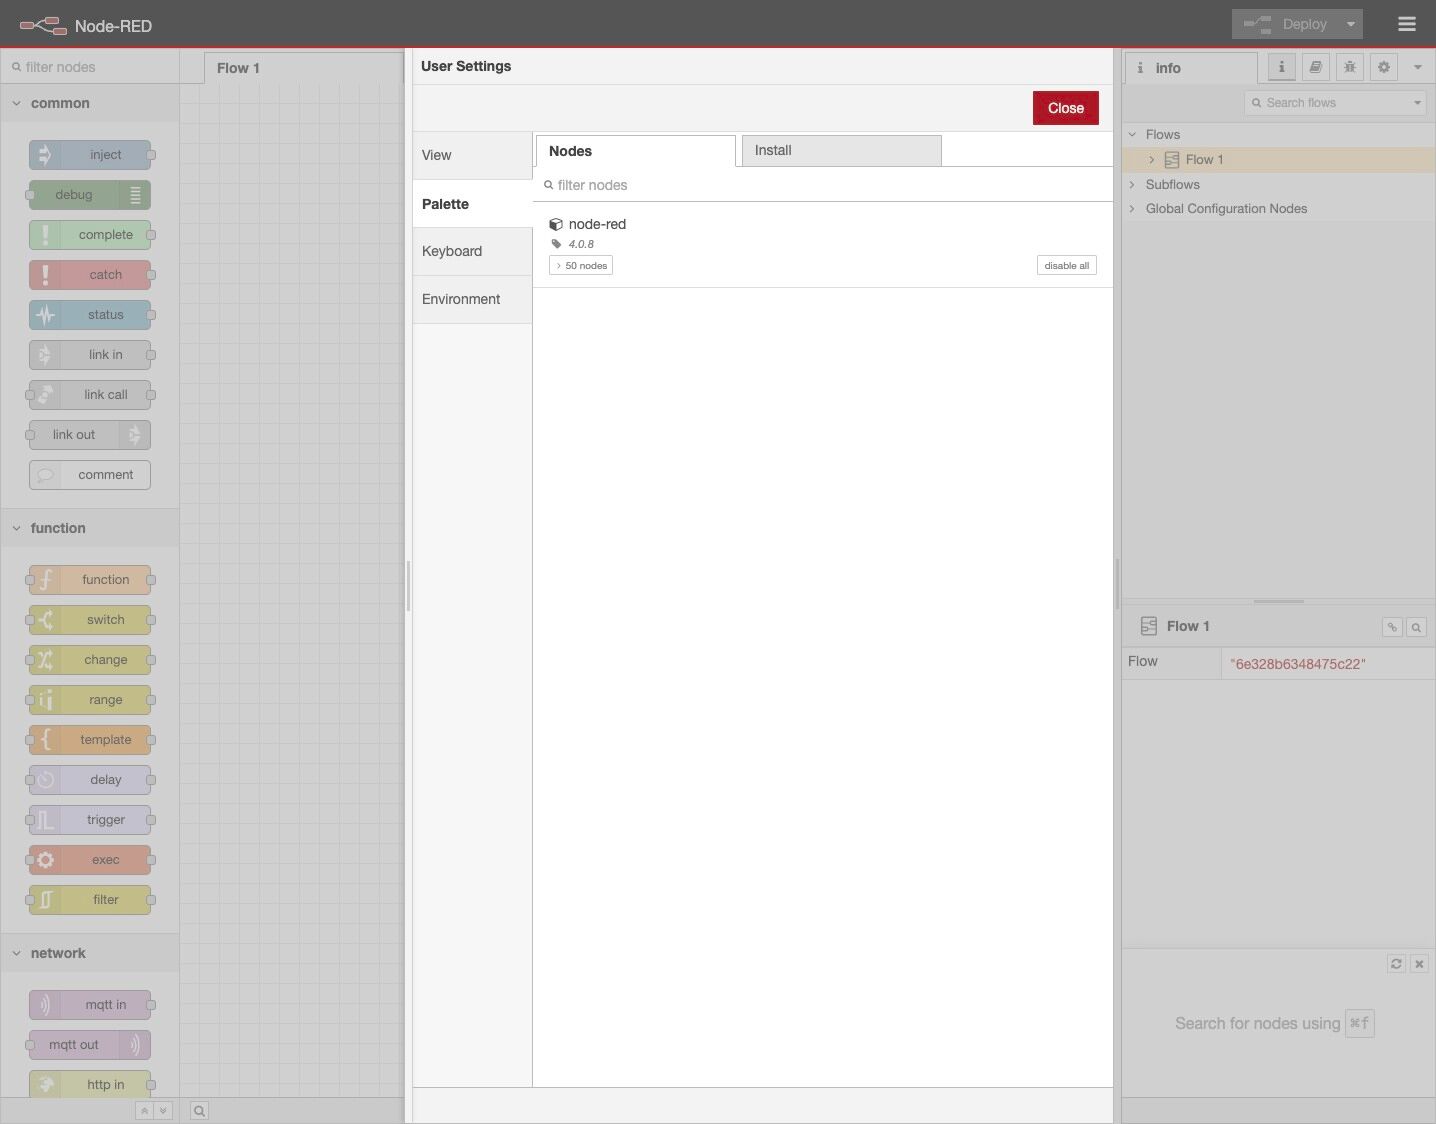 Node-RED
Deploy
filter nodes
common
inject
debug
complete
catch
status
link in
link call
link out
comment
function
function
switch
change
range
template
delay
trigger
exec
filter
network
mqtt in
mqtt out
http in
Flow 1
User Settings
Close
View
Palette
Keyboard
Environment
Nodes
Install
filter nodes
node-red
4.0.8
50 nodes
disable all
info
Search flows
Flows
Flow 1
Subflows
Global Configuration Nodes
Flow 1
Flow "6e328b6348475c22"
Search for nodes using ⌘f